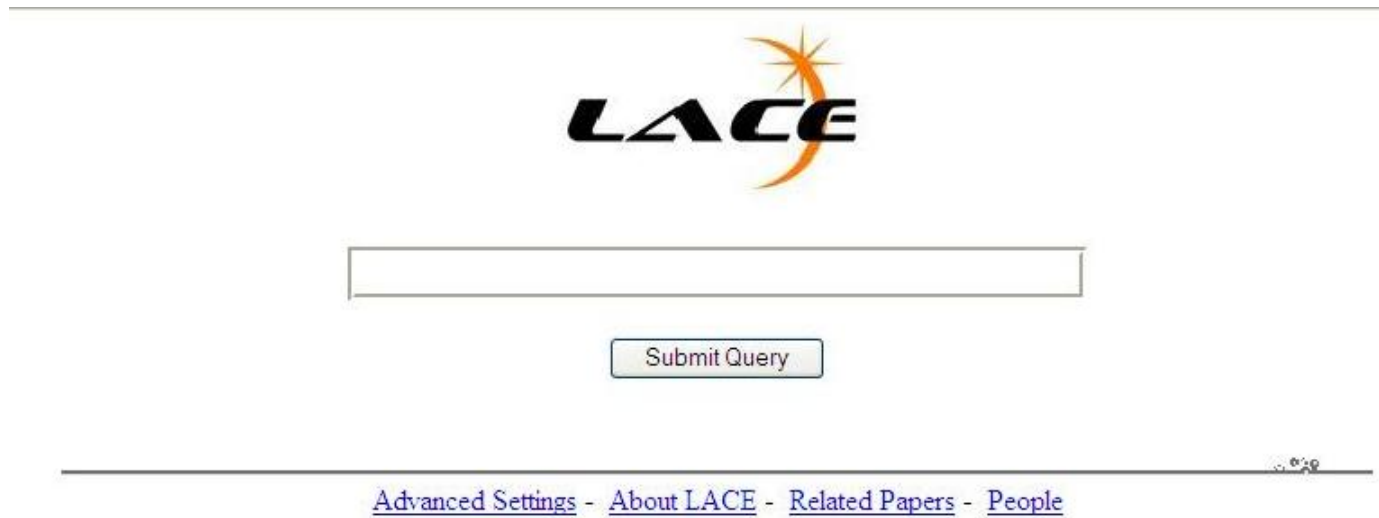 LACE
Submit Query
Advanced Settings - About LACE - Related Papers - People